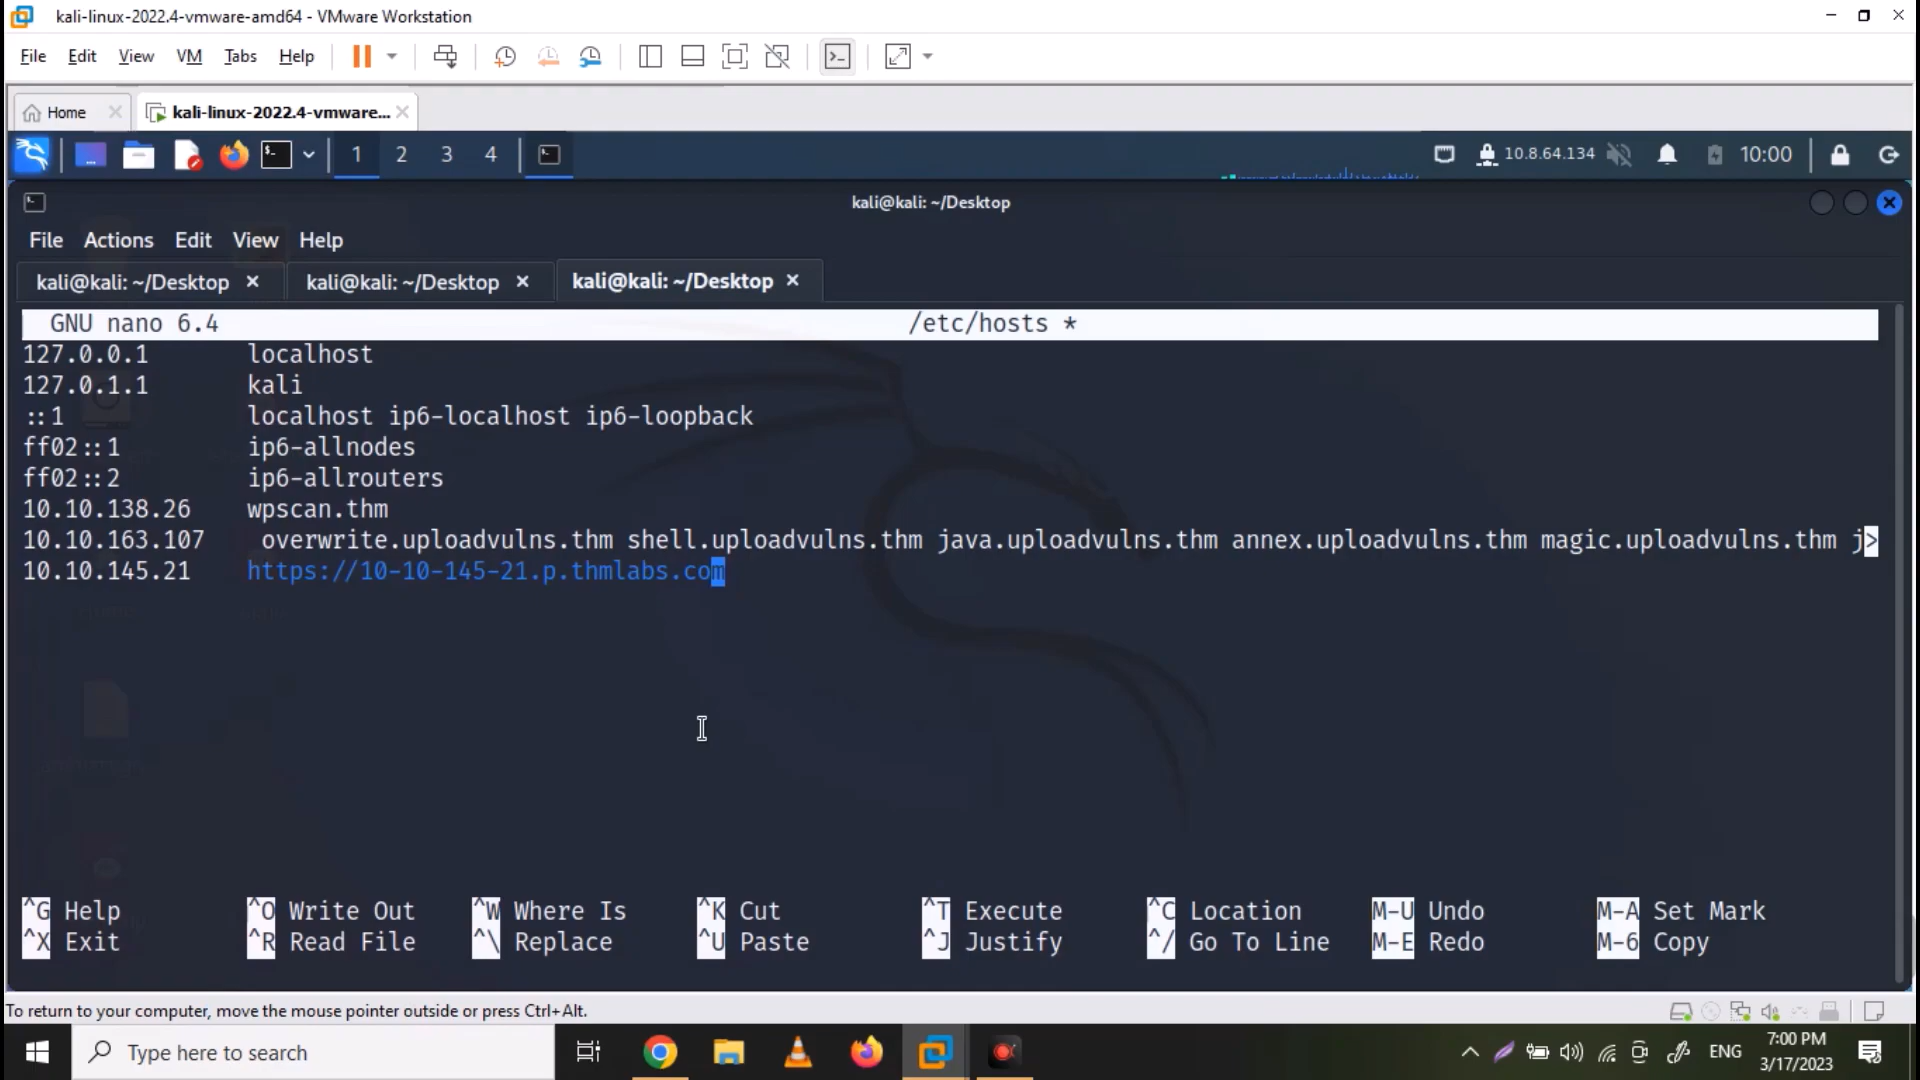 kali-linux-2022.4-vmware-amd64 - VMware Workstation
File Edit View VM Tabs Help
Home kali-linux-2022.4-vmware...
1 2 3 4 10.8.64.134 10:00
kali@kali: ~/Desktop
File Actions Edit View Help
kali@kali: ~/Desktop kali@kali: ~/Desktop kali@kali: ~/Desktop
GNU nano 6.4 /etc/hosts *
127.0.0.1 localhost
127.0.1.1 kali
::1 localhost ip6-localhost ip6-loopback
ff02::1 ip6-allnodes
ff02::2 ip6-allrouters
10.10.138.26 wpscan.thm
10.10.163.107 overwrite.uploadvulns.thm shell.uploadvulns.thm java.uploadvulns.thm annex.uploadvulns.thm magic.uploadvulns.thm j>
10.10.145.21 https://10-10-145-21.p.thmlabs.com
^G Help ^O Write Out ^W Where Is ^K Cut ^T Execute ^C Location M-U Undo M-A Set Mark
^X Exit ^R Read File ^\ Replace ^U Paste ^J Justify ^/ Go To Line M-E Redo M-6 Copy
To return to your computer, move the mouse pointer outside or press Ctrl+Alt.
Type here to search ENG 7:00 PM
3/17/2023